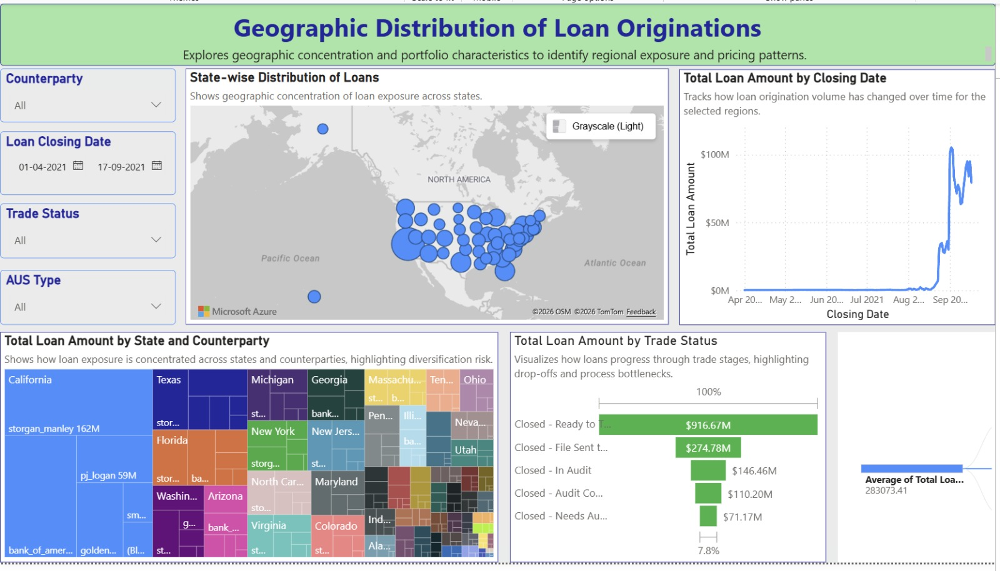 Geographic Distribution of Loan Originations
Explores geographic concentration and portfolio characteristics to identify regional exposure and pricing patterns.
Counterparty
All
Loan Closing Date
01-04-2021 17-09-2021
Trade Status
All
AUS Type
All
State-wise Distribution of Loans
Shows geographic concentration of loan exposure across states.
Grayscale (Light)
NORTH AMERICA
Pacific Ocean
Atlantic Ocean
Microsoft Azure
©2026 OSM ©2026 TomTom Feedback
Total Loan Amount by Closing Date
Tracks how loan origination volume has changed over time for the
selected regions.
Total Loan Amount
$100M
$50M
$0M
Apr 20... May 2... Jun 20... Jul 2021 Aug 2... Sep 20...
Closing Date
Total Loan Amount by State and Counterparty
Shows how loan exposure is concentrated across states and counterparties, highlighting diversification risk.
California
storgan_manley 162M
pj_logan 59M
sm...
bank_of_amer...
golden...
(Bl...
Texas
stor...
Florida
stor...
ba...
Washin...
g...
st...
Arizona
bank_...
Michigan
st...
New York
storg...
North Car...
sto...
Virginia
st...
Georgia
bank...
New Jers...
st...
Maryland
Colorado
st...
Massachu...
st...
b...
Ten...
Ohio
Pen...
Illi...
ba...
Neva...
Utah
Ind...
Ala...
Total Loan Amount by Trade Status
Visualizes how loans progress through trade stages, highlighting
drop-offs and process bottlenecks.
100%
Closed - Ready to T...
$916.67M
Closed - File Sent t...
$274.78M
Closed - In Audit
$146.46M
Closed - Audit Co...
$110.20M
Closed - Needs Au...
$71.17M
7.8%
Average of Total Loa...
283073.41